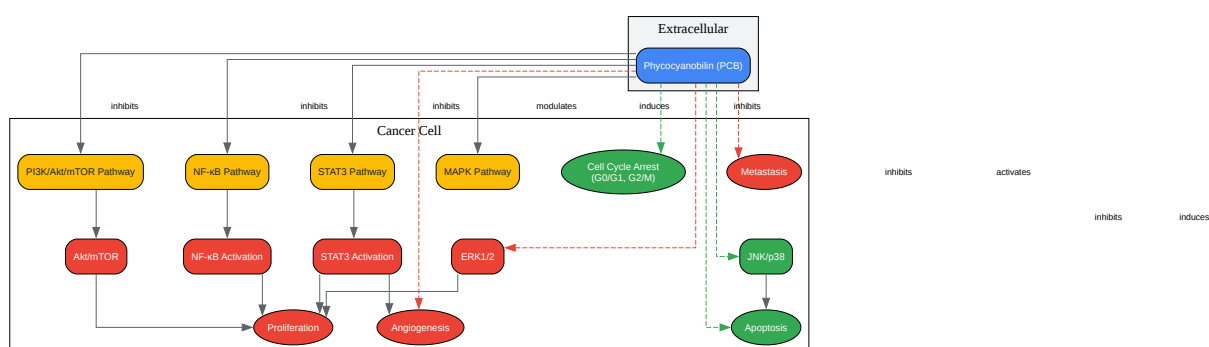 Extracellular
Phycocyanobilin (PCB)
inhibits
inhibits
inhibits
modulates
induces
inhibits
Cancer Cell
PI3K/Akt/mTOR Pathway
NF-κB Pathway
STAT3 Pathway
MAPK Pathway
Cell Cycle Arrest
(G0/G1, G2/M)
Metastasis
inhibits
activates
inhibits
induces
Akt/mTOR
NF-κB Activation
STAT3 Activation
ERK1/2
JNK/p38
Proliferation
Angiogenesis
Apoptosis